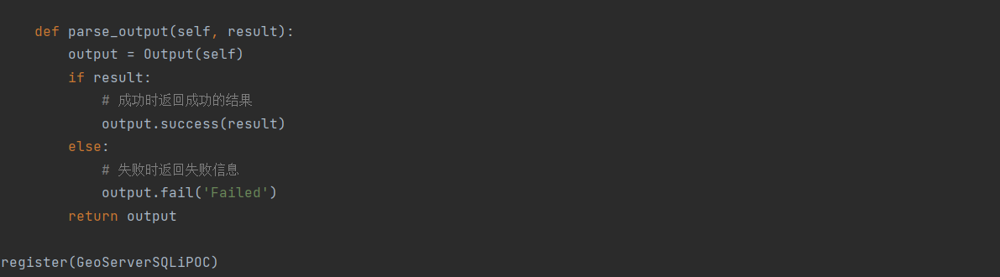 def parse_output(self, result):
output = Output(self)
if result:
# 成功时返回成功的结果
output.success(result)
else:
# 失败时返回失败信息
output.fail('Failed')
return output
register(GeoServerSQLiPOC)